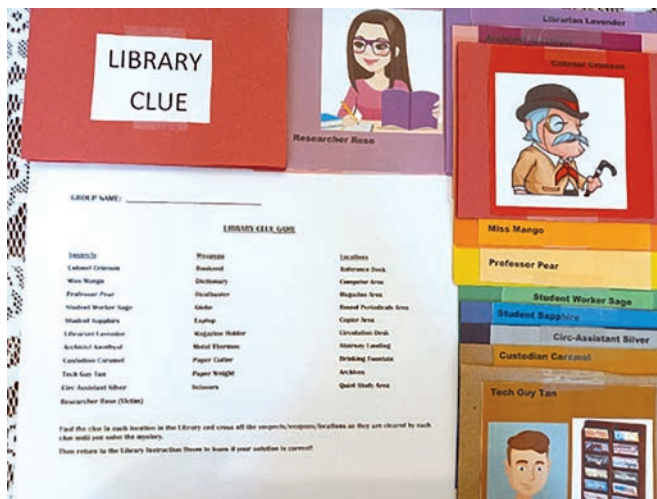 LIBRARY
CLUE
Researcher Rose
Librarian Lavender
Archivist Amethyst
Colonel Crimson
Miss Mango
Professor Pear
Student Worker Sage
Student Sapphire
Circ-Assistant Silver
Custodian Caramel
Tech Guy Tan
GROUP NAME:
LIBRARY CLUE GAME
Suspects Weapons Locations
Colonel Crimson Bookend Reference Desk
Miss Mango Dictionary Computer Area
Professor Pear Dustbuster Magazine Area
Student Worker Sage Globe Bound Periodicals Area
Student Sapphire Laptop Copier Area
Librarian Lavender Magazine Holder Circulation Desk
Archivist Amethyst Metal Thermos Stairway Landing
Custodian Caramel Paper Cutter Drinking Fountain
Tech Guy Tan Paper Weight Archives
Circ Assistant Silver Scissors Quiet Study Area
Researcher Rose (Victim)
Find the clue in each location in the Library and cross off the suspects/weapons/locations as they are cleared by each
clue until you solve the mystery.
Then return to the Library Instruction Room to learn if your solution is correct!